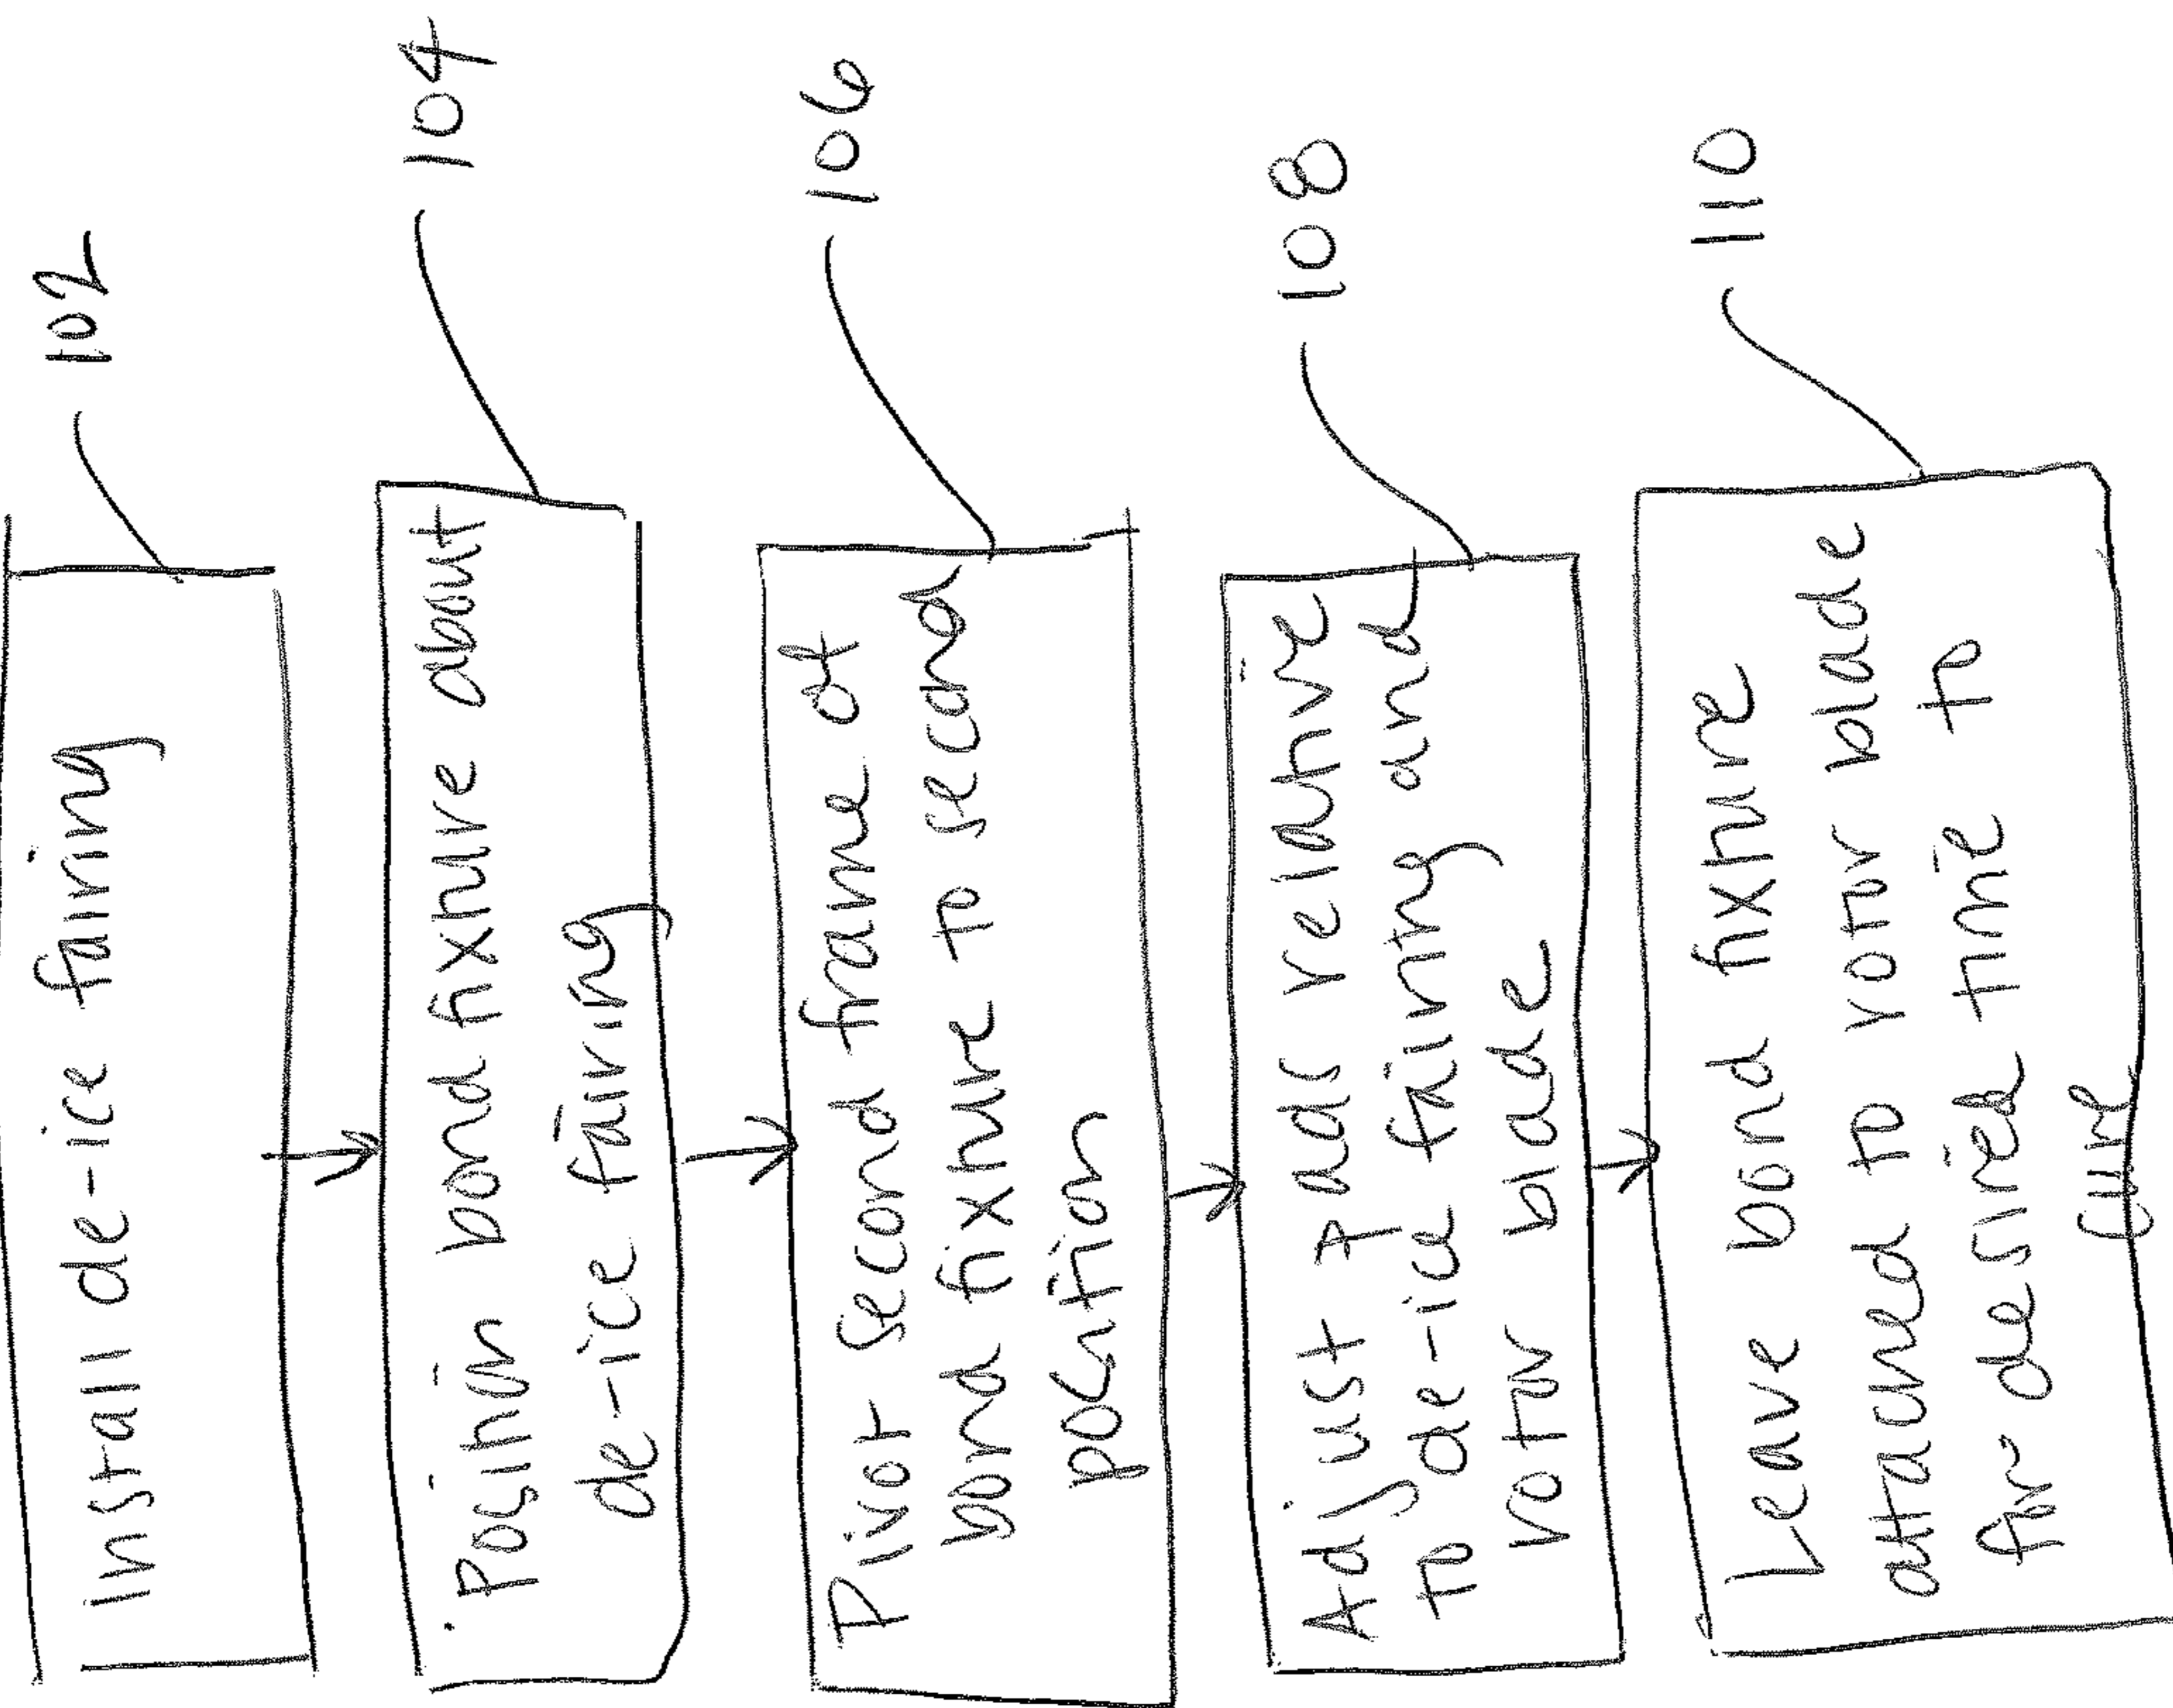 Install de-ice fairing
102
Position bond fixture about
de-ice fairing
104
Pivot second frame of
bond fixture to second
position
106
Adjust pads relative
to de-ice fairing and
rotor blade
108
Leave bond fixture
attached to rotor blade
for desired time to
cure
110